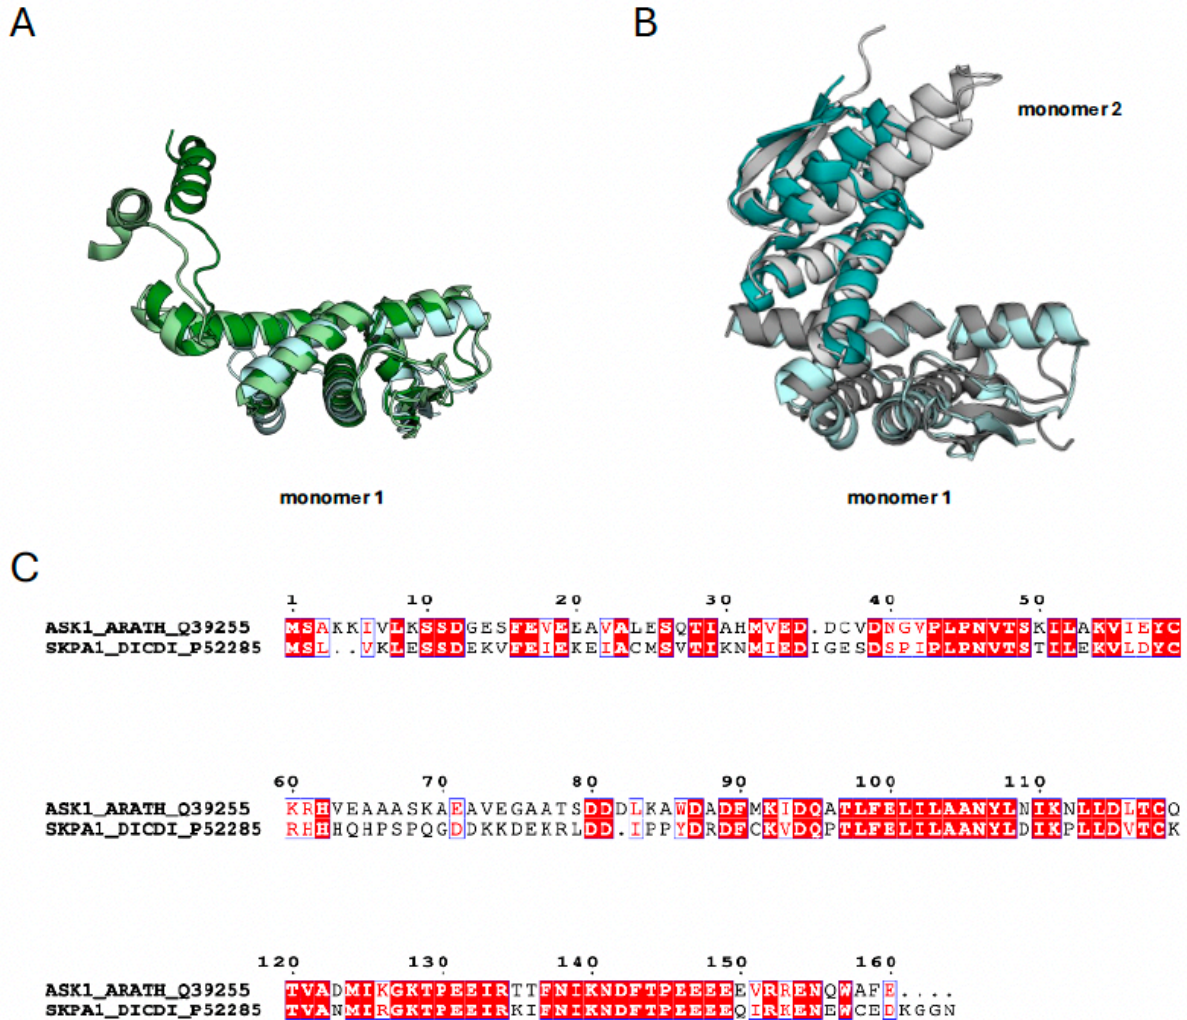 A
B
monomer 2
monomer 1
monomer 1
C
1 10 20 30 40 50
ASK1_ARATH_Q39255 MSAKKIVLKSSDGESFEVEEAVALESQTIAHMVED.DCVDNGVPLPNVTSKILAKVIEYC
SKPA1_DICDI_P52285 MSL..VKLESSDEKVFEIEKEIACMSVTIKNMIEDIGESDSPIPLPNVTSTILEKVLDYC
60 70 80 90 100 110
ASK1_ARATH_Q39255 KRHVEAAASKAEAVEGAATSDDDLKAWDADFMKIDQATLFELILAANYLNIKNLLDLTCQ
SKPA1_DICDI_P52285 RHHHQHPSPQGDDKKDEKRLDD.IPPYDRDFCKVDQPTLFELILAANYLDIKPLLDVTCK
120 130 140 150 160
ASK1_ARATH_Q39255 TVADMIKGKTPEEIRTTFNIKNDFTPEEEEEVRRENQWAFE....
SKPA1_DICDI_P52285 TVANMIRGKTPEEIRKIFNIKNDFTPEEEEQIRKENEWCEDKGGN